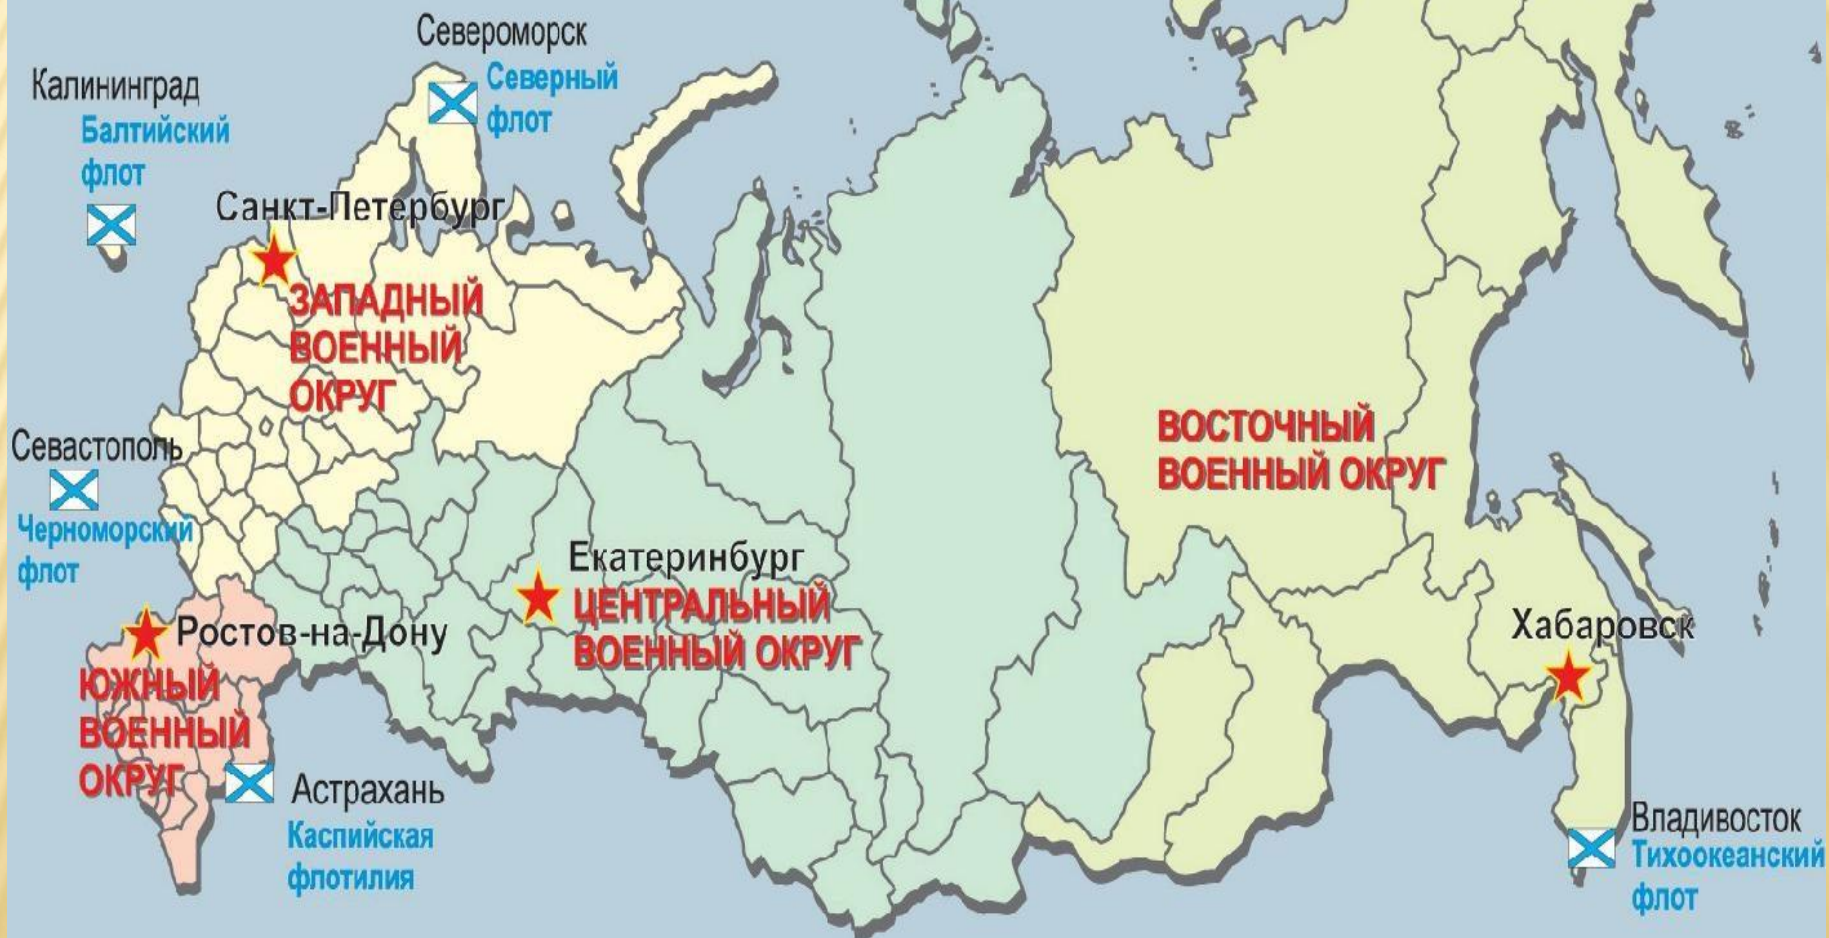 Североморск
Северный
флот
Калининград
Балтийский
флот
Санкт-Петербург
ЗАПАДНЫЙ
ВОЕННЫЙ
ОКРУГ
Севастополь
Черноморский
флот
ВОСТОЧНЫЙ
ВОЕННЫЙ ОКРУГ
Екатеринбург
ЦЕНТРАЛЬНЫЙ
ВОЕННЫЙ ОКРУГ
Ростов-на-Дону
ЮЖНЫЙ
ВОЕННЫЙ
ОКРУГ
Астрахань
Каспийская
флотилия
Хабаровск
Владивосток
Тихоокеанский
флот